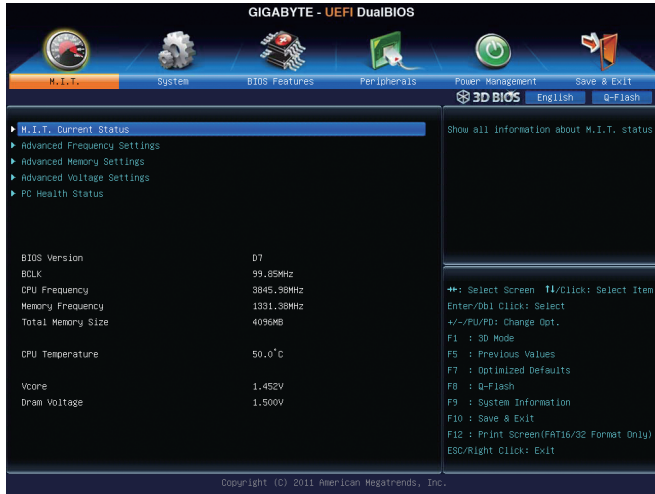 GIGABYTE - UEFI DualBIOS
M.I.T. System BIOS Features Peripherals Power Management Save & Exit
3D BIOS English Q-Flash
M.I.T. Current Status
Advanced Frequency Settings
Advanced Memory Settings
Advanced Voltage Settings
PC Health Status
BIOS Version D7
BCLK 99.85MHz
CPU Frequency 3845.98MHz
Memory Frequency 1331.38MHz
Total Memory Size 4096MB
CPU Temperature 50.0°C
Vcore 1.452V
Dram Voltage 1.500V
Show all information about M.I.T. status
→←: Select Screen ↑↓/Click: Select Item
Enter/Dbl Click: Select
+/-/PU/PD: Change Opt.
F1 : 3D Mode
F5 : Previous Values
F7 : Optimized Defaults
F8 : Q-Flash
F9 : System Information
F10 : Save & Exit
F12 : Print Screen(FAT16/32 Format Only)
ESC/Right Click: Exit
Copyright (C) 2011 American Megatrends, Inc.